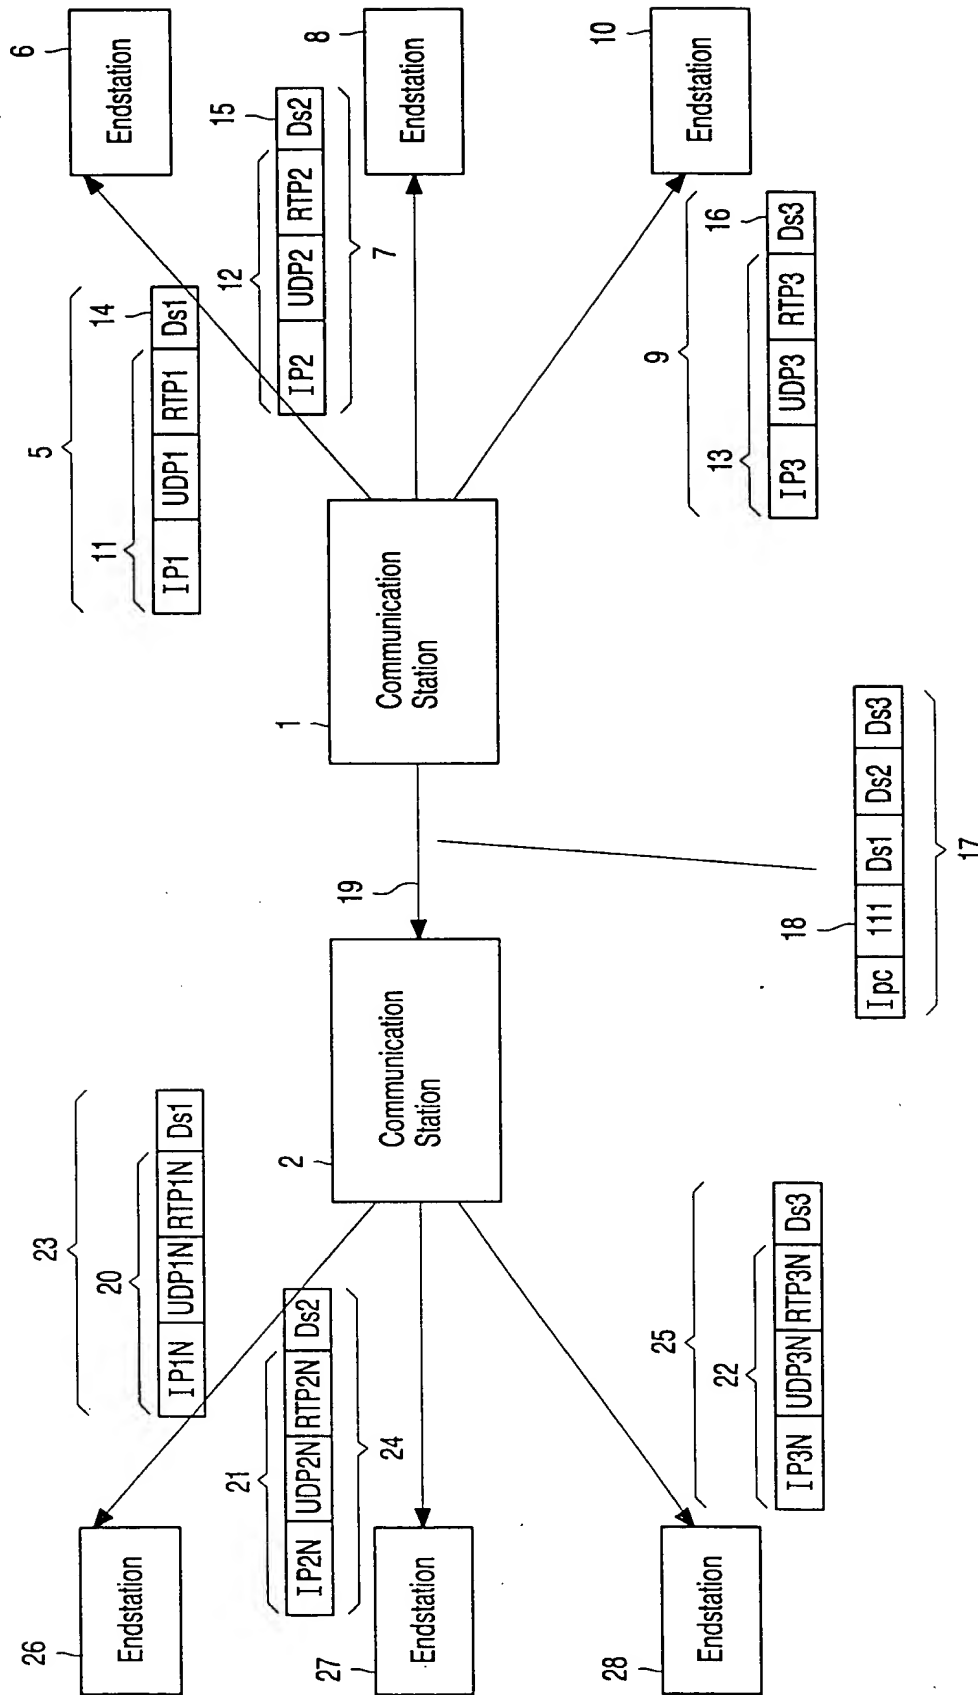 26
Endstation
23
20
IP1N UDP1N RTP1N Ds1
21
IP2N UDP2N RTP2N Ds2
24
27
Endstation
28
Endstation
25
22
IP3N UDP3N RTP3N Ds3
2
Communication
Station
19
18
Ipc 111 Ds1 Ds2 Ds3
17
1
Communication
Station
5
11
14
IP1 UDP1 RTP1 Ds1
12
15
IP2 UDP2 RTP2 Ds2
7
9
13
16
IP3 UDP3 RTP3 Ds3
6
Endstation
8
Endstation
10
Endstation